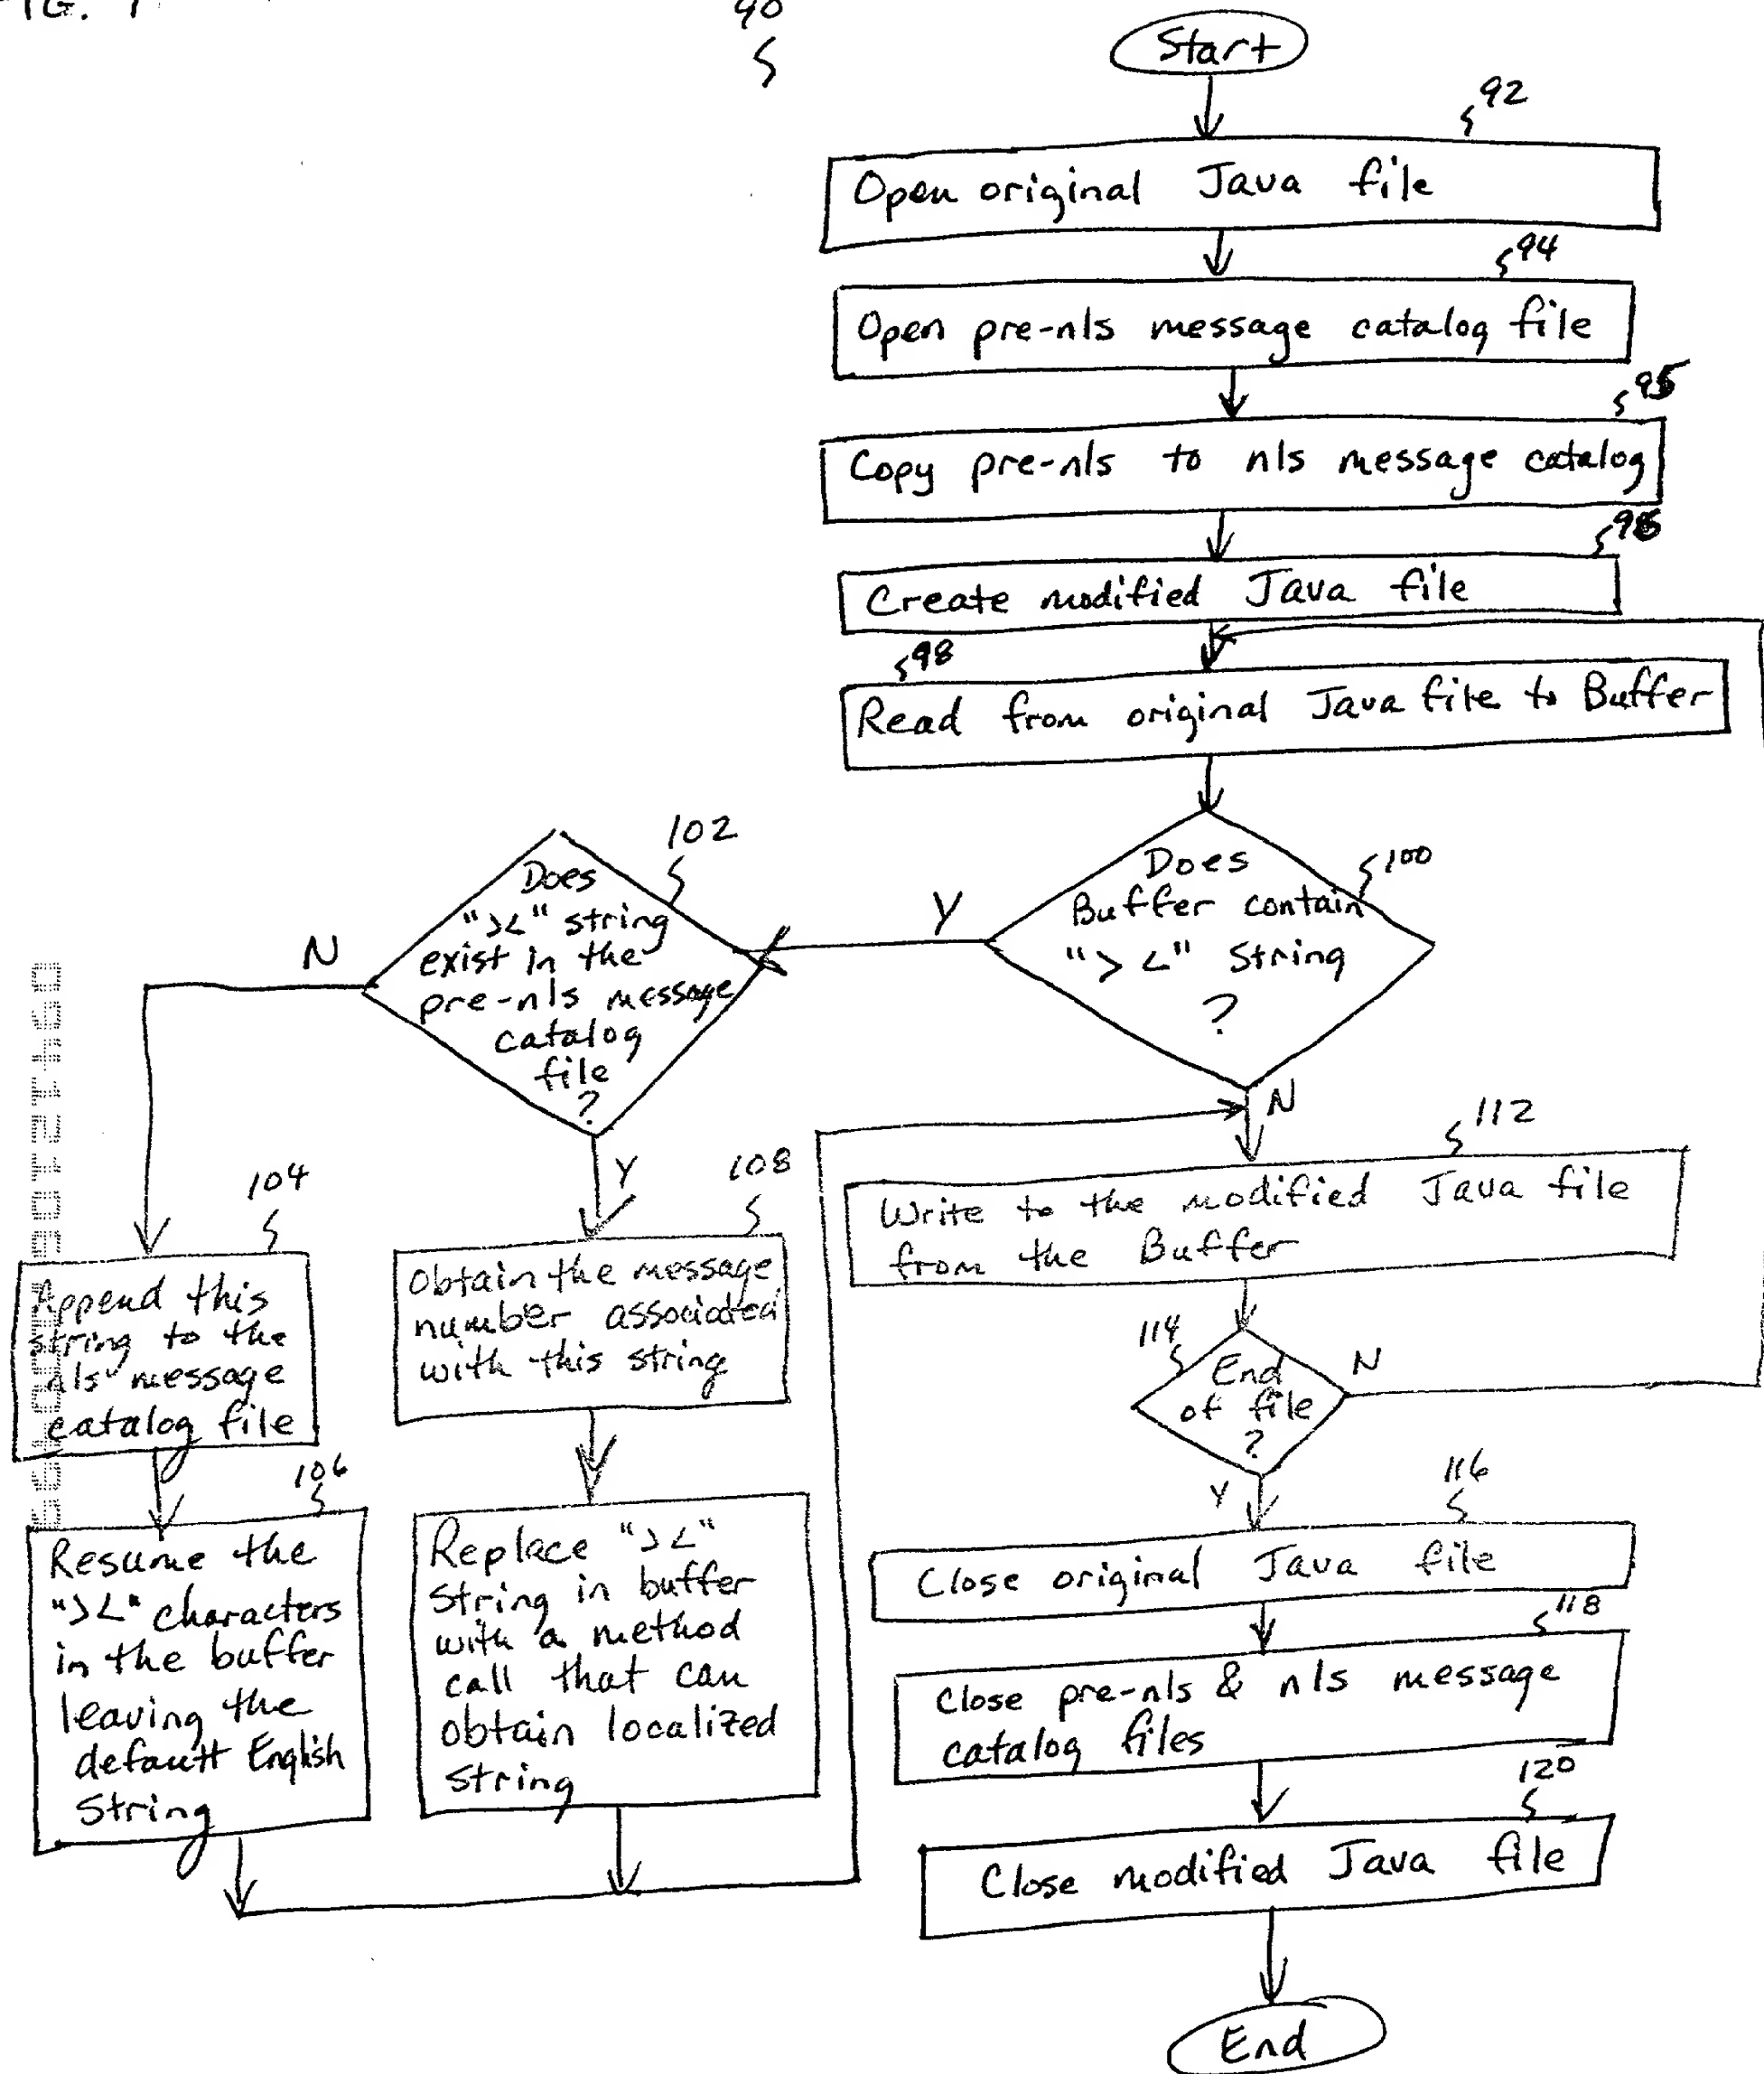 FIG. 7
90
Start
92
Open original Java file
94
Open pre-nls message catalog file
95
Copy pre-nls to nls message catalog
96
Create modified Java file
98
Read from original Java file to Buffer
100
Does
Buffer contain
"> <" String
?
Y
N
102
Does
"><" string
exist in the
pre-nls message
catalog
file
?
N
Y
104
Append this
string to the
nls message
catalog file
106
Resume the
"><" characters
in the buffer
leaving the
default English
String
108
Obtain the message
number associated
with this string
Replace "><"
String in buffer
with a method
call that can
obtain localized
string
112
Write to the modified Java file
from the Buffer
114
End
of file
?
N
Y
116
Close original Java file
118
Close pre-nls & nls message
catalog files
120
Close modified Java file
End